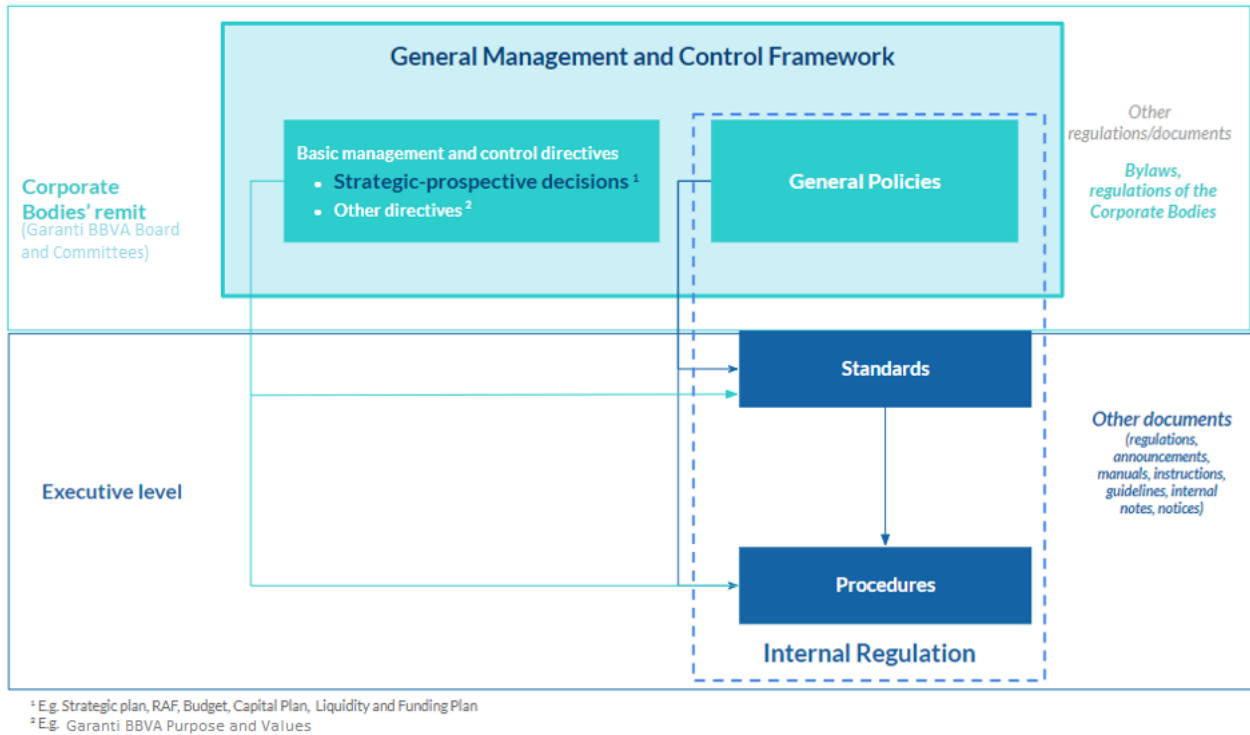 General Management and Control Framework
Basic management and control directives
• Strategic-prospective decisions ¹
• Other directives ²
General Policies
Other
regulations/documents
Bylaws,
regulations of the
Corporate Bodies
Corporate
Bodies' remit
(Garanti BBVA Board
and Committees)
Standards
Executive level
Other documents
(regulations,
announcements,
manuals, instructions,
guidelines, internal
notes, notices)
Procedures
Internal Regulation
¹ E.g. Strategic plan, RAF, Budget, Capital Plan, Liquidity and Funding Plan
² E.g. Garanti BBVA Purpose and Values